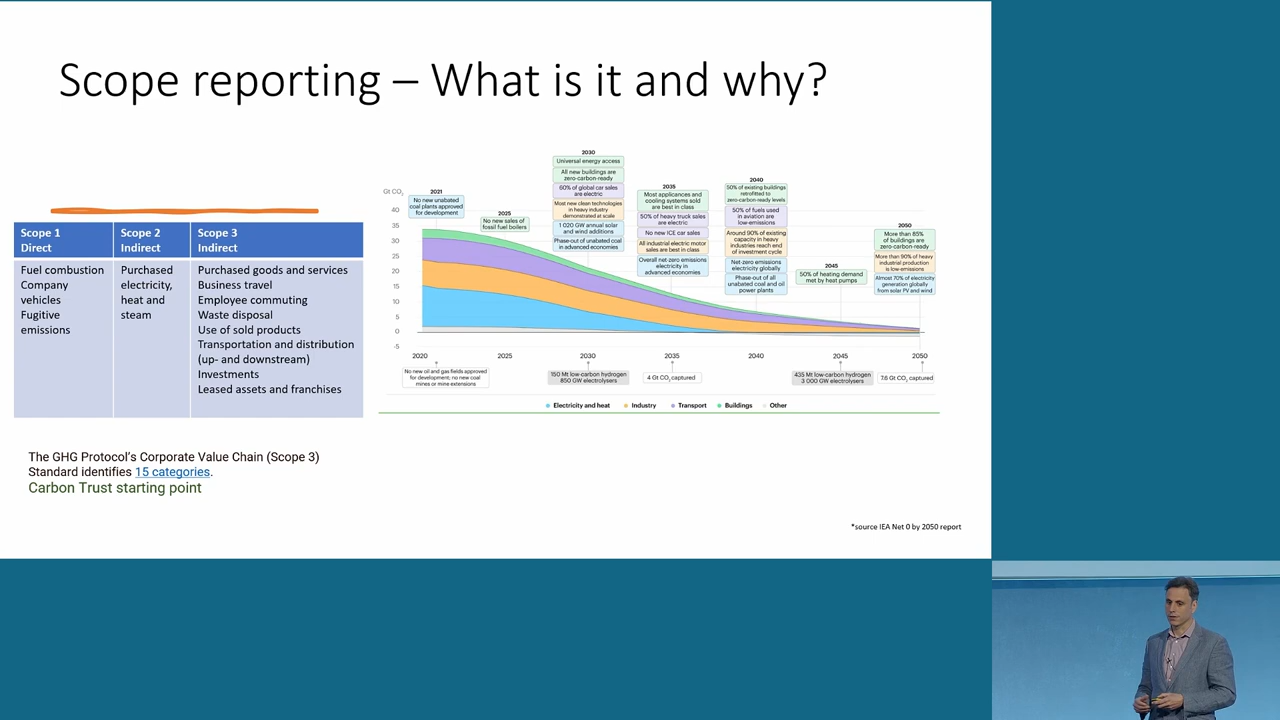 Scope reporting – What is it and why?
Scope 1
Direct
Scope 2
Indirect
Scope 3
Indirect
Fuel combustion
Company
vehicles
Fugitive
emissions
Purchased
electricity,
heat and
steam
Purchased goods and services
Business travel
Employee commuting
Waste disposal
Use of sold products
Transportation and distribution
(up- and downstream)
Investments
Leased assets and franchises
The GHG Protocol's Corporate Value Chain (Scope 3)
Standard identifies 15 categories.
Carbon Trust starting point
Gt CO₂
40
35
30
25
20
15
10
5
0
-5
2021
No new unabated
coal plants approved
for development
2025
No new sales of
fossil fuel boilers
2030
Universal energy access
All new buildings are
zero-carbon-ready
60% of global car sales
are electric
Most new clean technologies
in heavy industry
demonstrated at scale
1 020 GW annual solar
and wind additions
Phase-out of unabated coal
in advanced economies
2035
Most applicances and
cooling systems sold
are best in class
50% of heavy truck sales
are electric
No new ICE car sales
All industrial electric motor
sales are best in class
Overall net-zero emissions
electricity in
advanced economies
2040
50% of existing buildings
retrofitted to
zero-carbon-ready levels
50% of fuels used
in aviation are
low-emissions
Around 90% of existing
capacity in heavy
industries reach end
of investment cycle
Net-zero emissions
electricity globally
Phase-out of all
unabated coal and oil
power plants
2045
50% of heating demand
met by heat pumps
2050
More than 85%
of buildings are
zero-carbon-ready
More than 90% of heavy
industrial production
is low-emissions
Almost 70% of electricity
generation globally
from solar PV and wind
2020
2025
2030
2035
2040
2045
2050
No new oil and gas fields approved
for development; no new coal
mines or mine extensions
150 Mt low-carbon hydrogen
850 GW electrolysers
4 Gt CO₂ captured
435 Mt low-carbon hydrogen
3 000 GW electrolysers
7.6 Gt CO₂ captured
Electricity and heat
Industry
Transport
Buildings
Other
*source IEA Net 0 by 2050 report